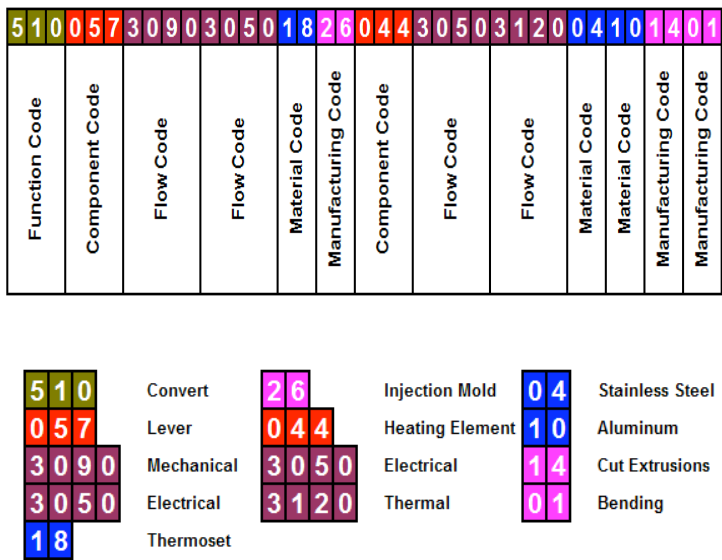 5100573090305018260443050312004101401
Function Code
Component Code
Flow Code
Flow Code
Material Code
Manufacturing Code
Component Code
Flow Code
Flow Code
Material Code
Material Code
Manufacturing Code
Manufacturing Code
510 Convert
057 Lever
3090 Mechanical
3050 Electrical
18 Thermoset
26 Injection Mold
044 Heating Element
3050 Electrical
3120 Thermal
04 Stainless Steel
10 Aluminum
14 Cut Extrusions
01 Bending